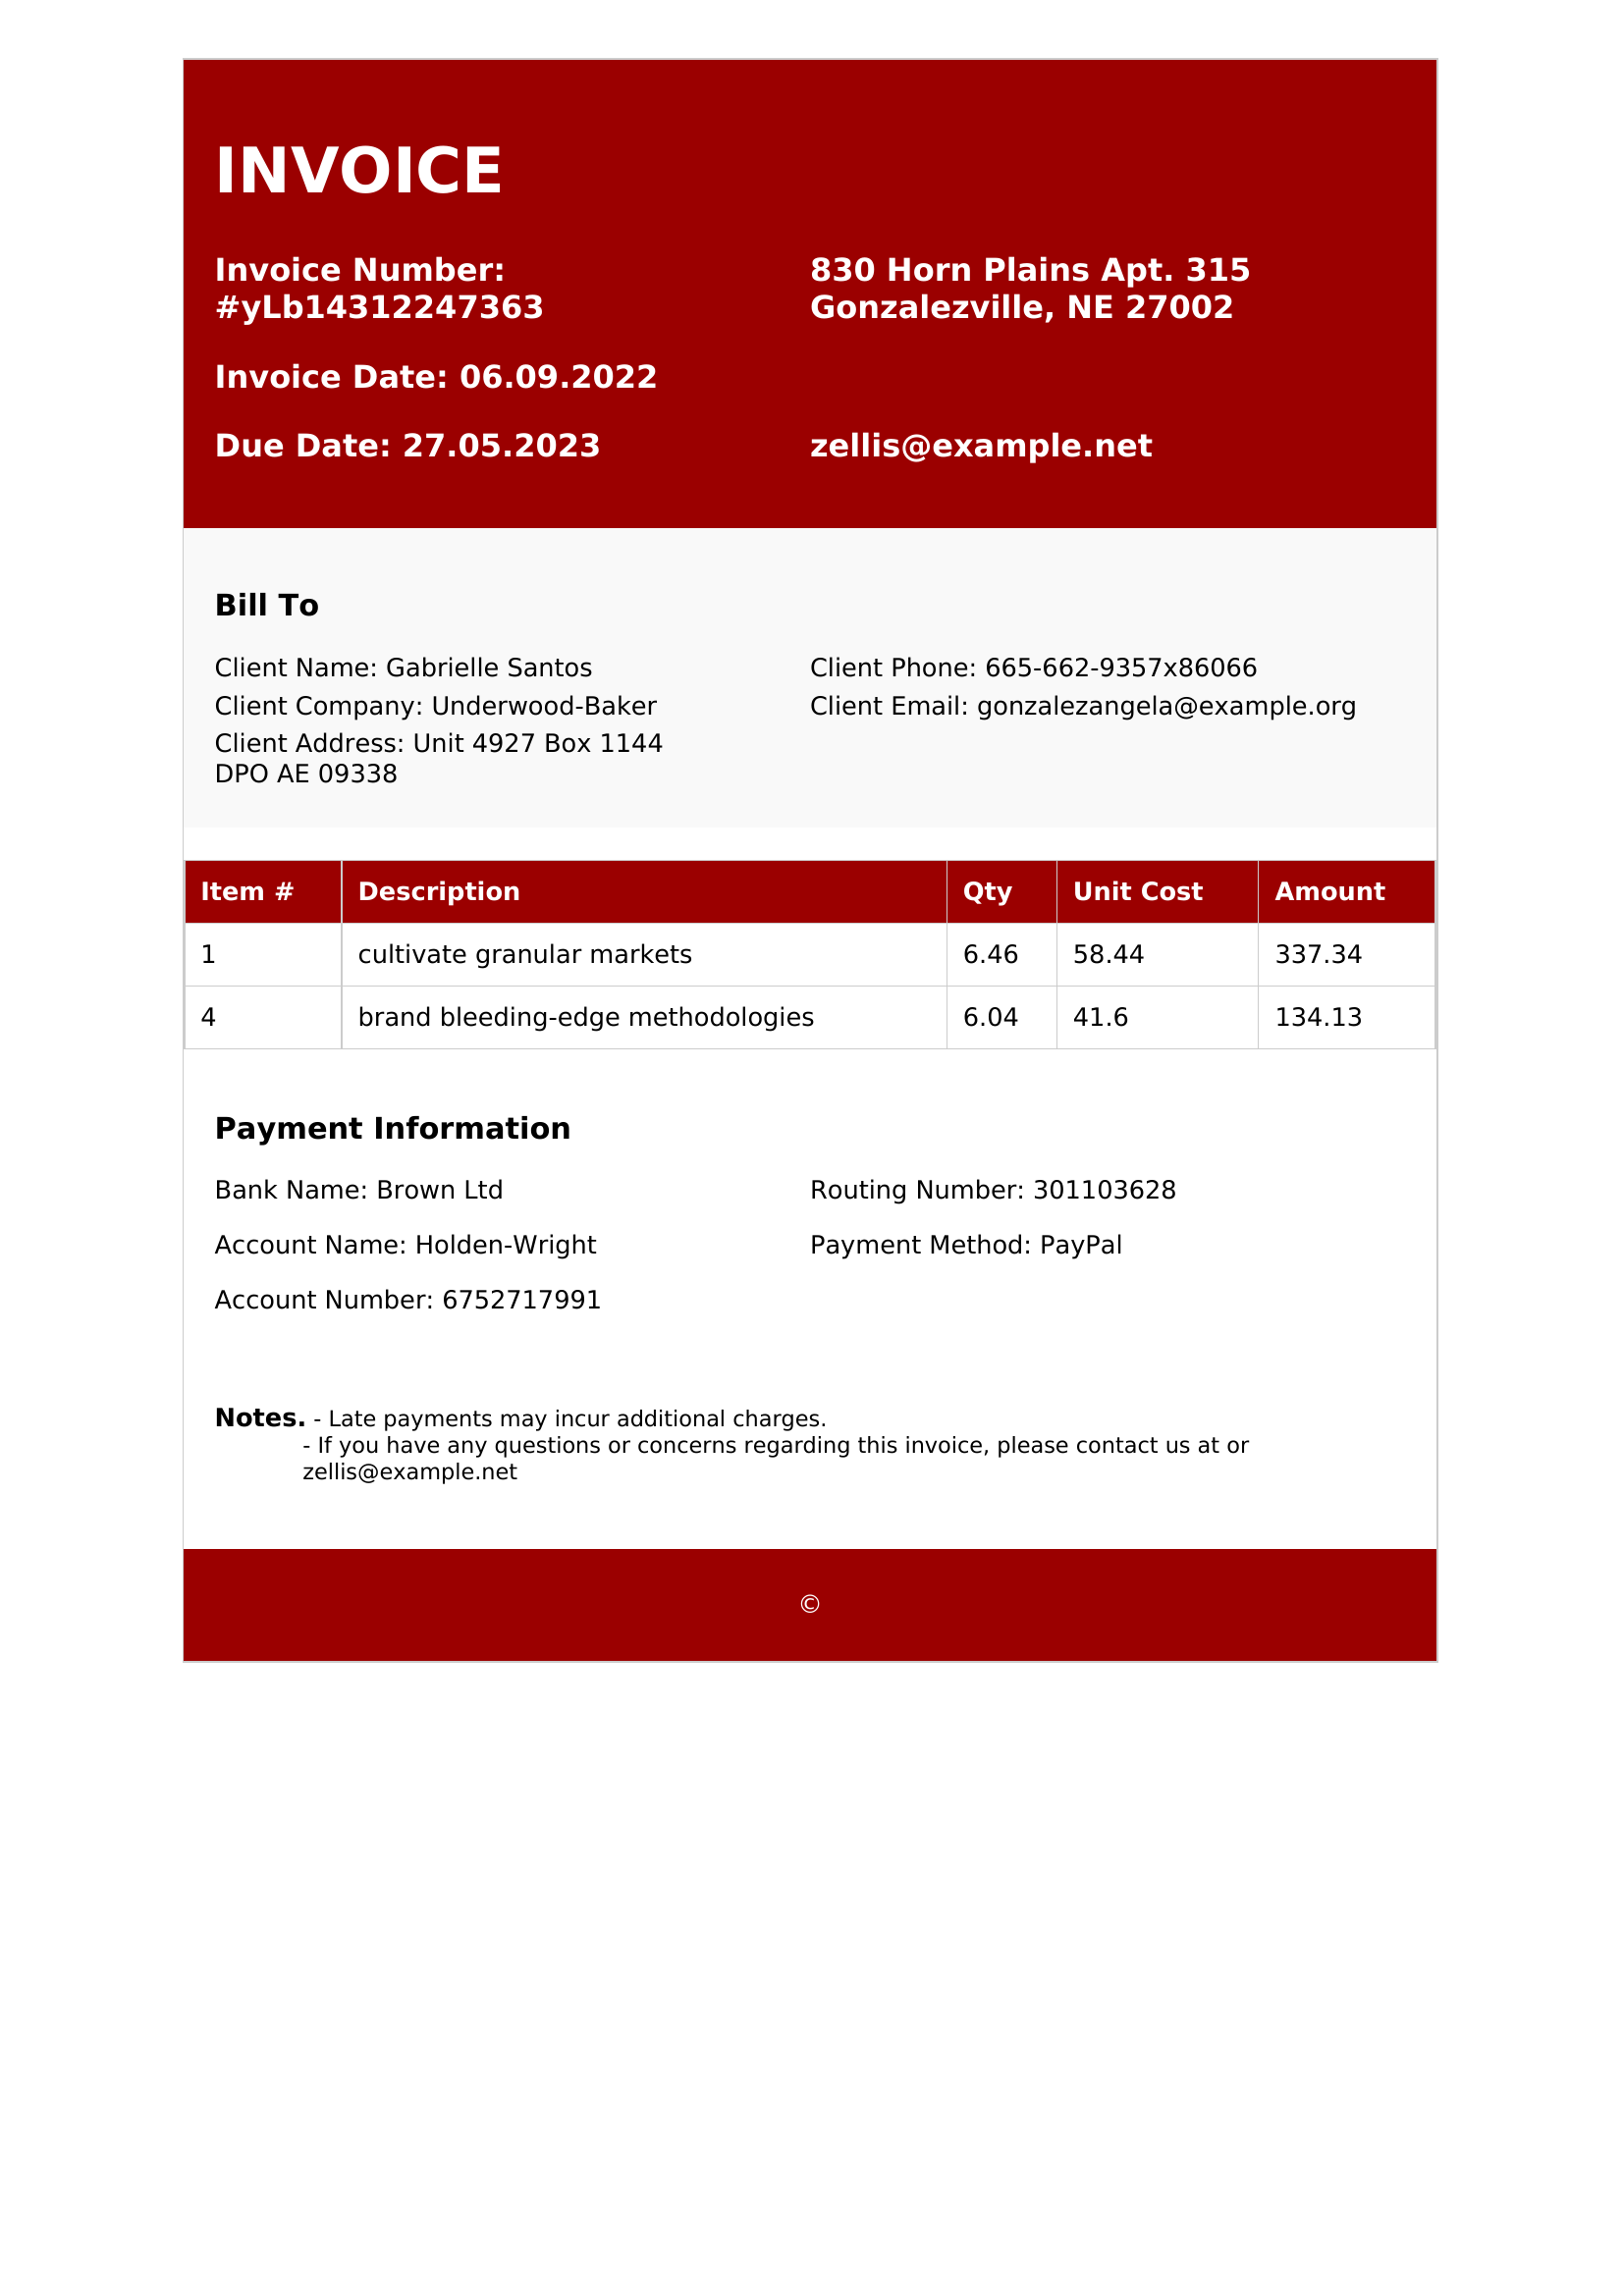 INVOICE
Invoice Number:
#yLb14312247363
830 Horn Plains Apt. 315
Gonzalezville, NE 27002
Invoice Date: 06.09.2022
Due Date: 27.05.2023
zellis@example.net
Bill To
Client Name: Gabrielle Santos
Client Phone: 665-662-9357x86066
Client Company: Underwood-Baker
Client Email: gonzalezangela@example.org
Client Address: Unit 4927 Box 1144
DPO AE 09338
Item # Description Qty Unit Cost Amount
1 cultivate granular markets 6.46 58.44 337.34
4 brand bleeding-edge methodologies 6.04 41.6 134.13
Payment Information
Bank Name: Brown Ltd
Routing Number: 301103628
Account Name: Holden-Wright
Payment Method: PayPal
Account Number: 6752717991
Notes. - Late payments may incur additional charges.
- If you have any questions or concerns regarding this invoice, please contact us at or
zellis@example.net
©